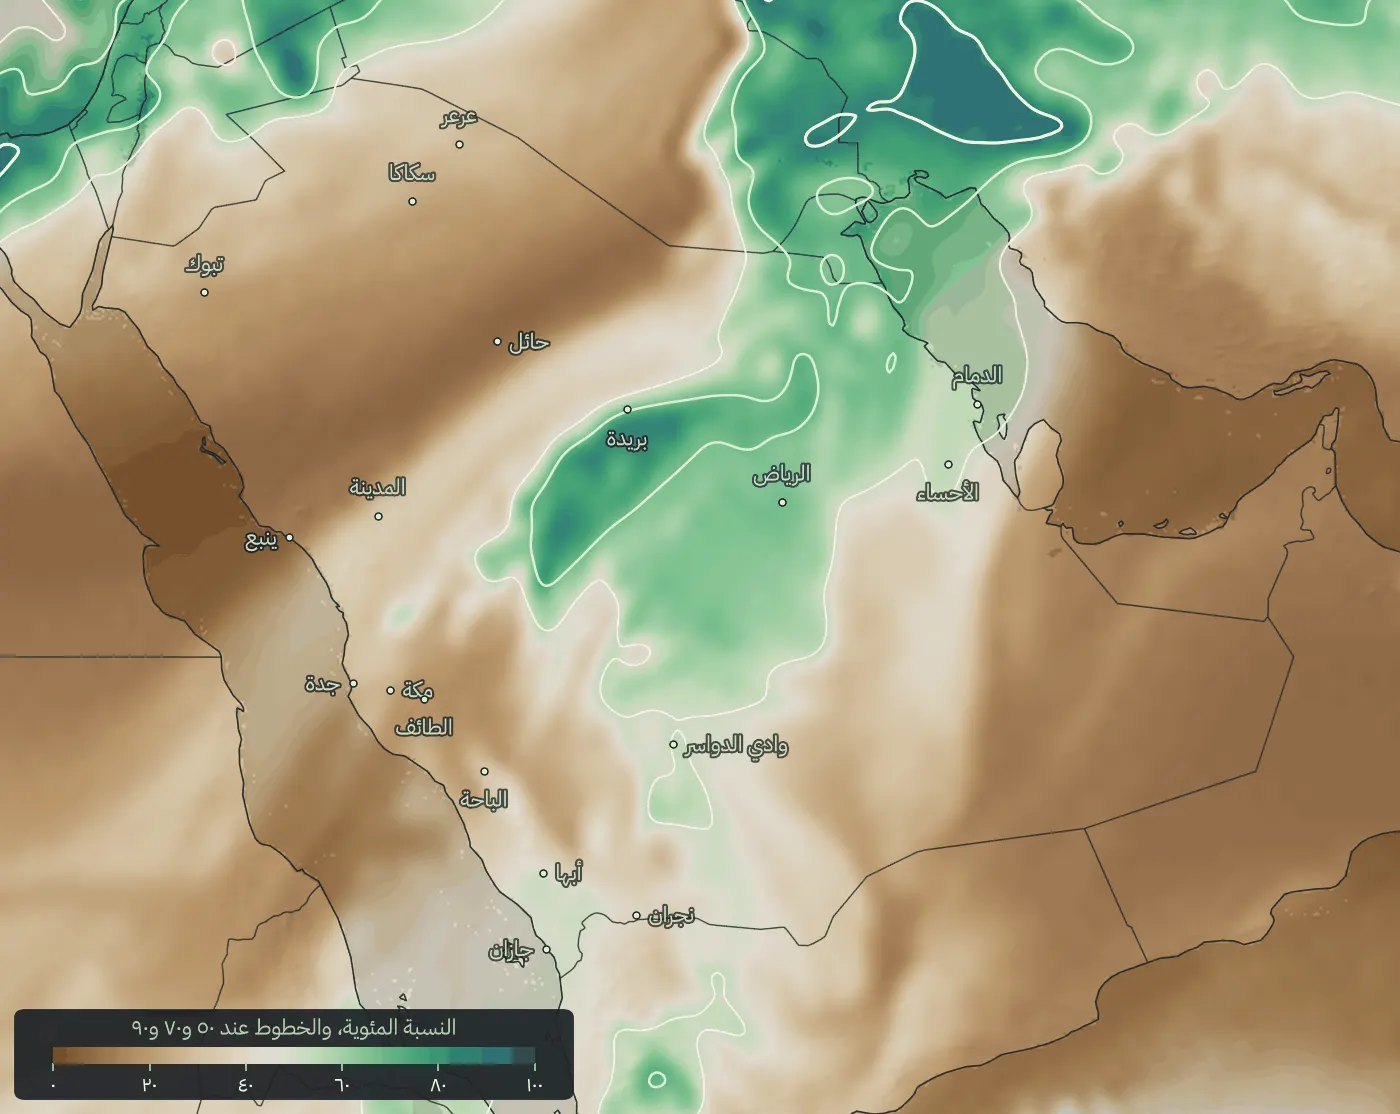 عرعر
سكاكا
تبوك
حائل
الدمام
بريدة
الرياض
المدينة
الأحساء
ينبع
جدة
مكة
الطائف
وادي الدواسر
الباحة
أبها
نجران
جازان
النسبة المئوية، والخطوط عند ٥٠ و٧٠ و٩٠
٠ ٢٠ ٤٠ ٦٠ ٨٠ ١٠٠